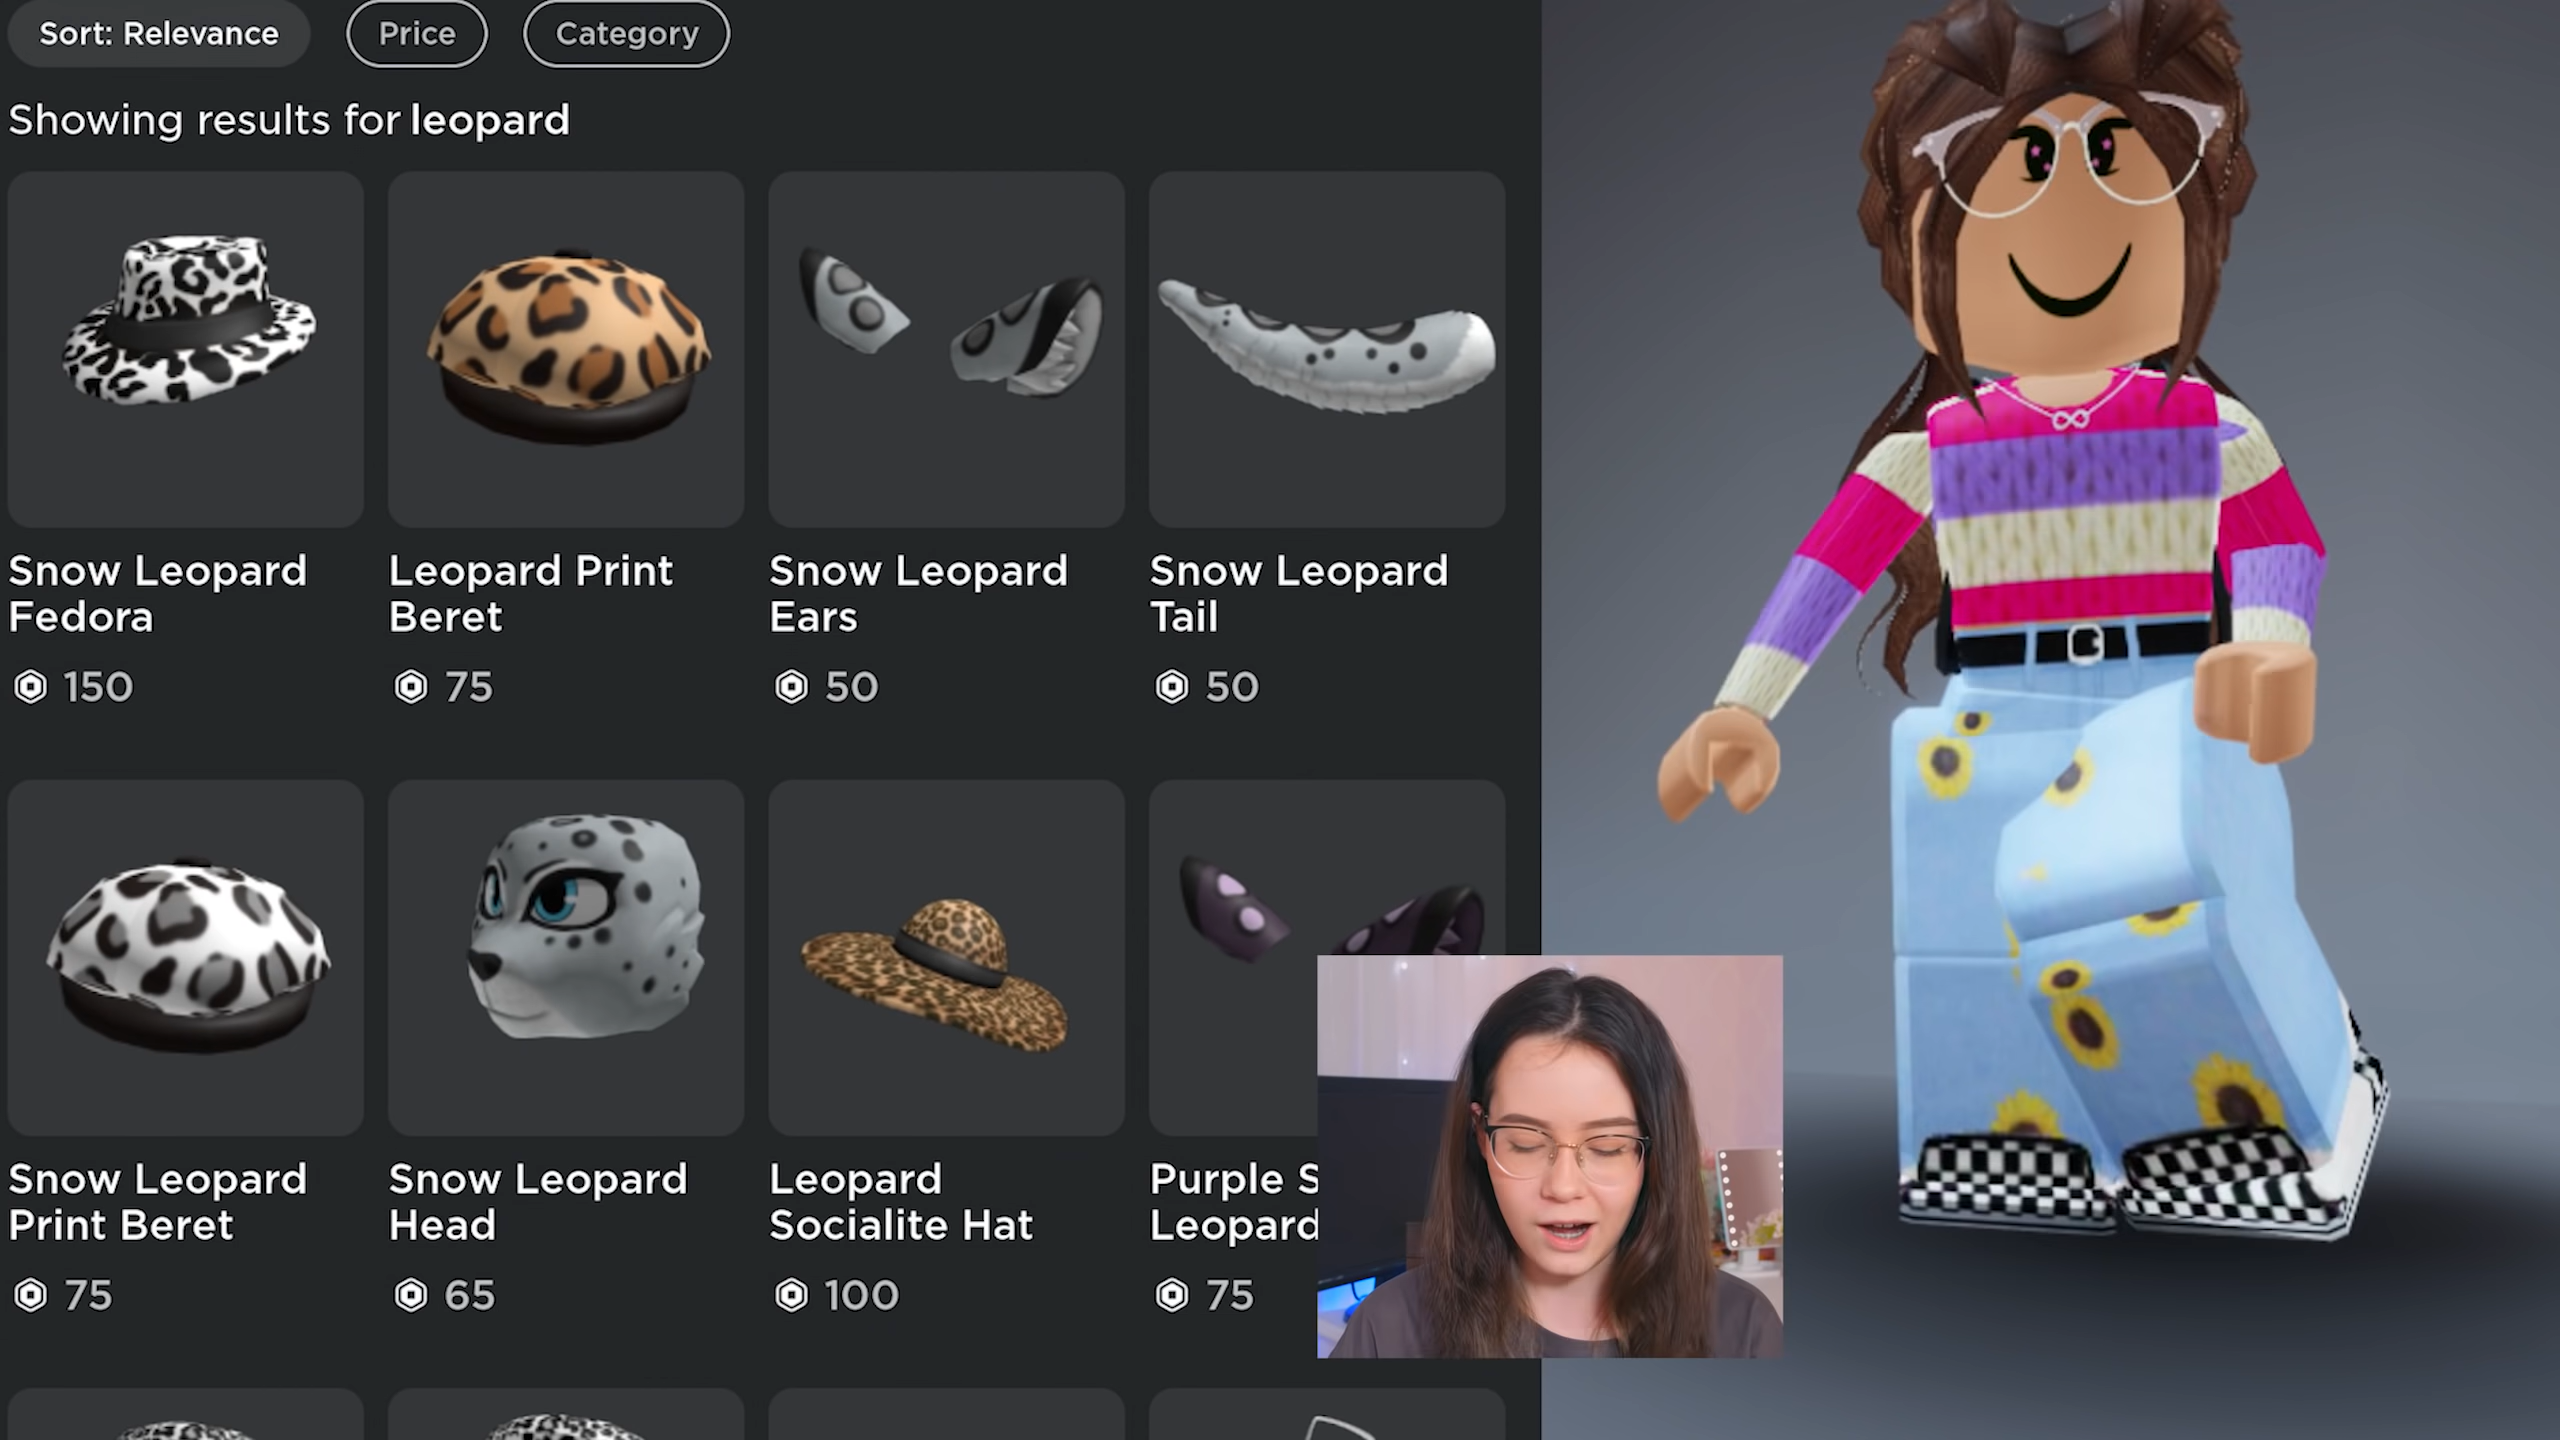 Sort: Relevance
Price
Category
Showing results for leopard
Snow Leopard
Fedora
150
Leopard Print
Beret
75
Snow Leopard
Ears
50
Snow Leopard
Tail
50
Snow Leopard
Print Beret
75
Snow Leopard
Head
65
Leopard
Socialite Hat
100
Purple
Leopard
75